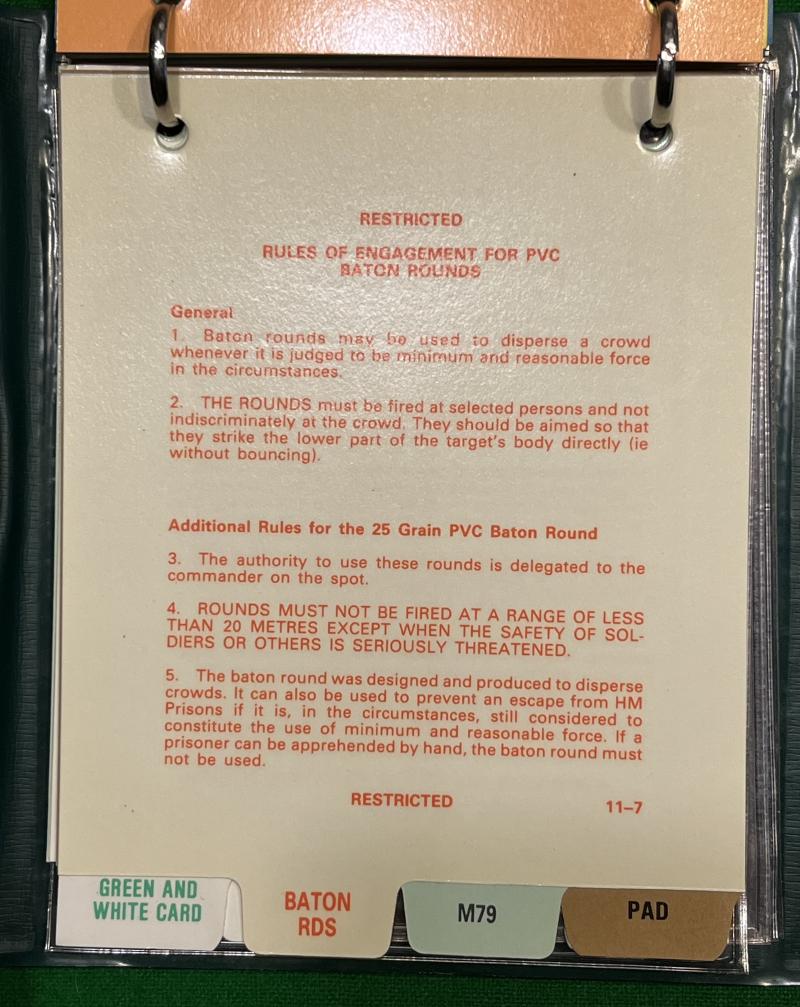 RESTRICTED
RULES OF ENGAGEMENT FOR PVC
BATON ROUNDS
General
1. Baton rounds may be used to disperse a crowd
whenever it is judged to be minimum and reasonable force
in the circumstances.
2. THE ROUNDS must be fired at selected persons and not
indiscriminately at the crowd. They should be aimed so that
they strike the lower part of the target's body directly (ie
without bouncing).
Additional Rules for the 25 Grain PVC Baton Round
3. The authority to use these rounds is delegated to the
commander on the spot.
4. ROUNDS MUST NOT BE FIRED AT A RANGE OF LESS
THAN 20 METRES EXCEPT WHEN THE SAFETY OF SOL-
DIERS OR OTHERS IS SERIOUSLY THREATENED.
5. The baton round was designed and produced to disperse
crowds. It can also be used to prevent an escape from HM
Prisons if it is, in the circumstances, still considered to
constitute the use of minimum and reasonable force. If a
prisoner can be apprehended by hand, the baton round must
not be used.
RESTRICTED
11–7
GREEN AND
WHITE CARD
BATON
RDS
M79
PAD